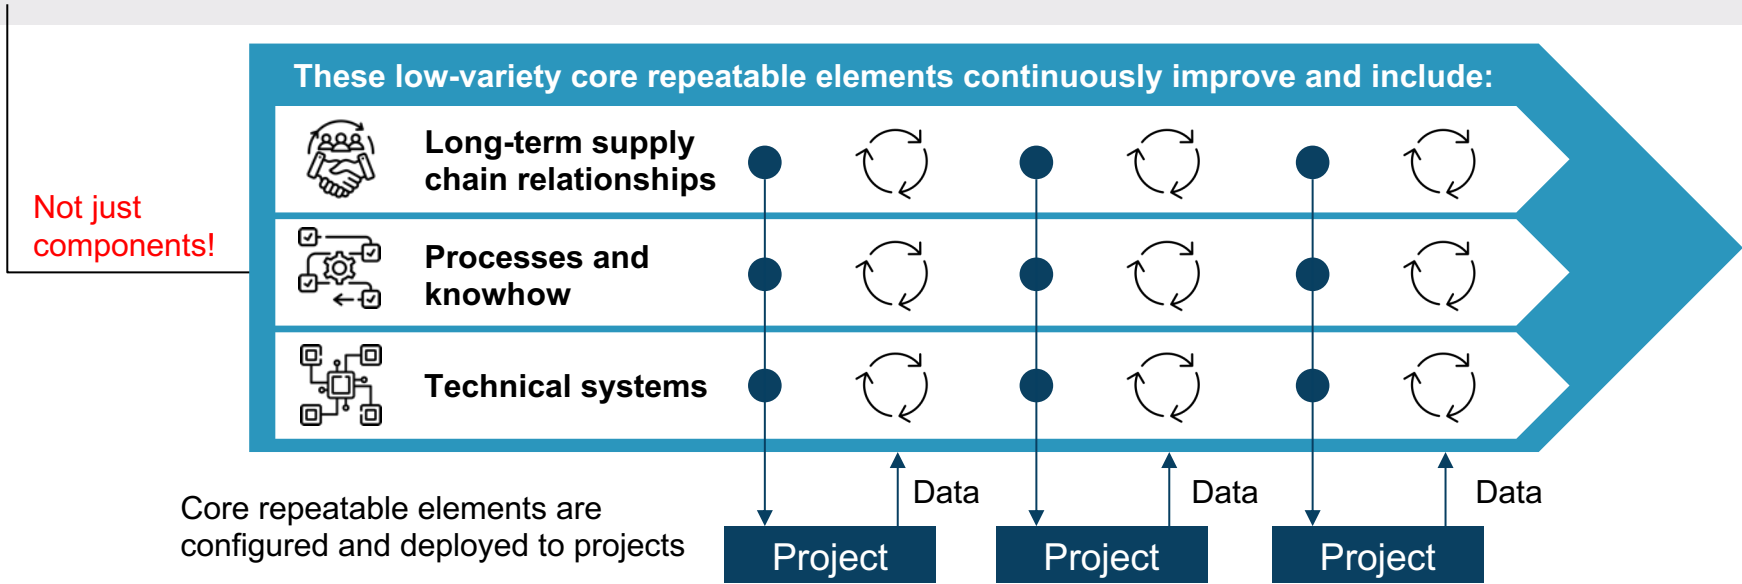 These low-variety core repeatable elements continuously improve and include:
Long-term supply
chain relationships
Not just
components!
Processes and
knowhow
Technical systems
Data
Data
Data
Core repeatable elements are
configured and deployed to projects
Project
Project
Project